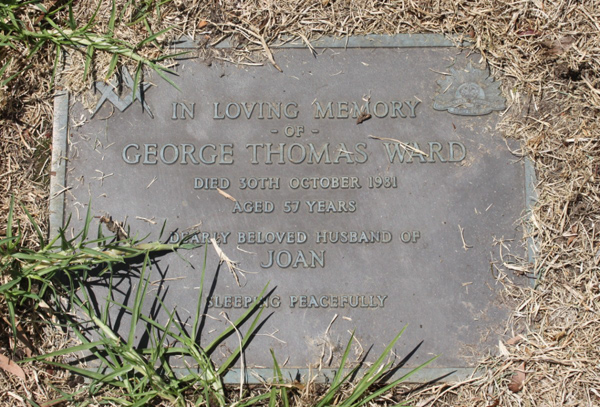 IN LOVING MEMORY
- OF -
GEORGE THOMAS WARD
DIED 30TH OCTOBER 1981
AGED 57 YEARS
DEARLY BELOVED HUSBAND OF
JOAN
SLEEPING PEACEFULLY